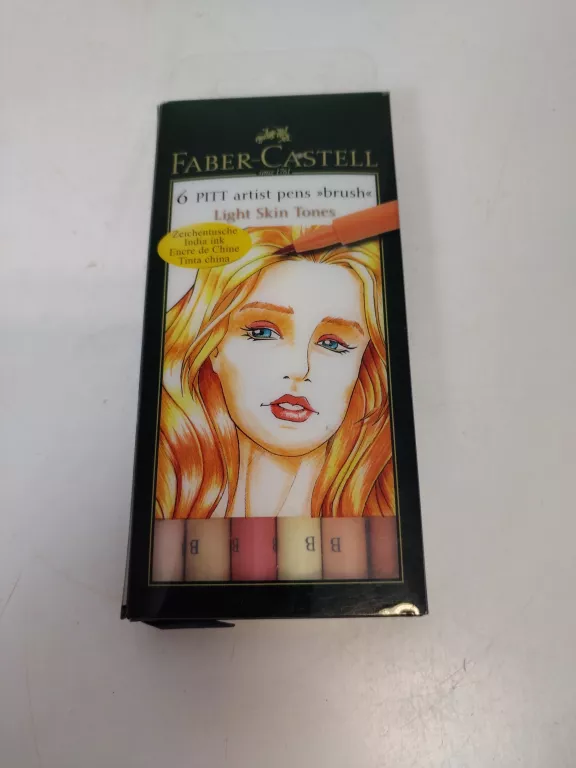 FABER-CASTELL
since 1761
6 PITT artist pens »brush«
Light Skin Tones
Zeichentusche
India ink
Encre de Chine
Tinta china
B B B B B